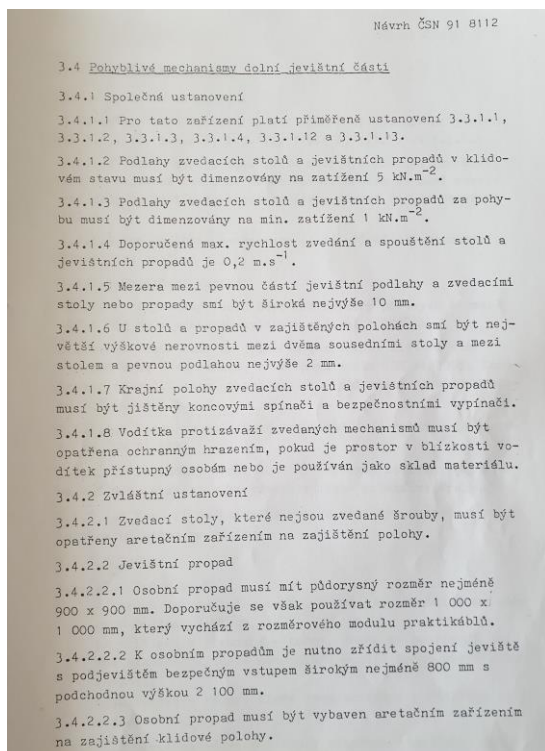 Návrh ČSN 91 8112
3.4 Pohyblivé mechanismy dolní jevištní části
3.4.1 Společná ustanovení
3.4.1.1 Pro tato zařízení platí přiměřeně ustanovení 3.3.1.1,
3.3.1.2, 3.3.1.3, 3.3.1.4, 3.3.1.12 a 3.3.1.13.
3.4.1.2 Podlahy zvedacích stolů a jevištních propadů v klido-
vém stavu musí být dimenzovány na zatížení 5 kN.m⁻².
3.4.1.3 Podlahy zvedacích stolů a jevištních propadů za pohy-
bu musí být dimenzovány na min. zatížení 1 kN.m⁻².
3.4.1.4 Doporučená max. rychlost zvedání a spouštění stolů a
jevištních propadů je 0,2 m.s⁻¹.
3.4.1.5 Mezera mezi pevnou částí jevištní podlahy a zvedacími
stoly nebo propady smí být široká nejvýše 10 mm.
3.4.1.6 U stolů a propadů v zajištěných polohách smí být nej-
větší výškové nerovnosti mezi dvěma sousedními stoly a mezi
stolem a pevnou podlahou nejvýše 2 mm.
3.4.1.7 Krajní polohy zvedacích stolů a jevištních propadů
musí být jištěny koncovými spínači a bezpečnostními vypínači.
3.4.1.8 Vodítka protizávaží zvedaných mechanismů musí být
opatřena ochranným hrazením, pokud je prostor v blízkosti vo-
dítek přístupný osobám nebo je používán jako sklad materiálu.
3.4.2 Zvláštní ustanovení
3.4.2.1 Zvedací stoly, které nejsou zvedané šrouby, musí být
opatřeny aretačním zařízením na zajištění polohy.
3.4.2.2 Jevištní propad
3.4.2.2.1 Osobní propad musí mít půdorysný rozměr nejméně
900 x 900 mm. Doporučuje se však používat rozměr 1 000 x
1 000 mm, který vychází z rozměrového modulu praktikáblů.
3.4.2.2.2 K osobním propadům je nutno zřídit spojení jeviště
s podjevištěm bezpečným vstupem širokým nejméně 800 mm s
podchodnou výškou 2 100 mm.
3.4.2.2.3 Osobní propad musí být vybaven aretačním zařízením
na zajištění klidové polohy.